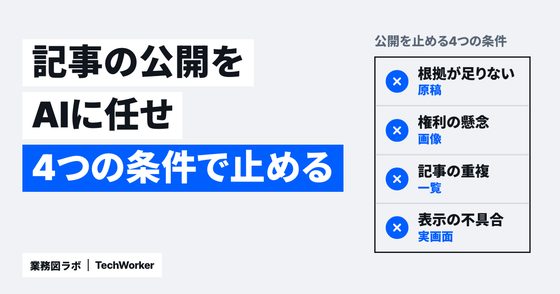 記事の公開を
AIに任せ
4つの条件で止める
公開を止める4つの条件
根拠が足りない
原稿
権利の懸念
画像
記事の重複
一覧
表示の不具合
実画面
業務図ラボ | TechWorker